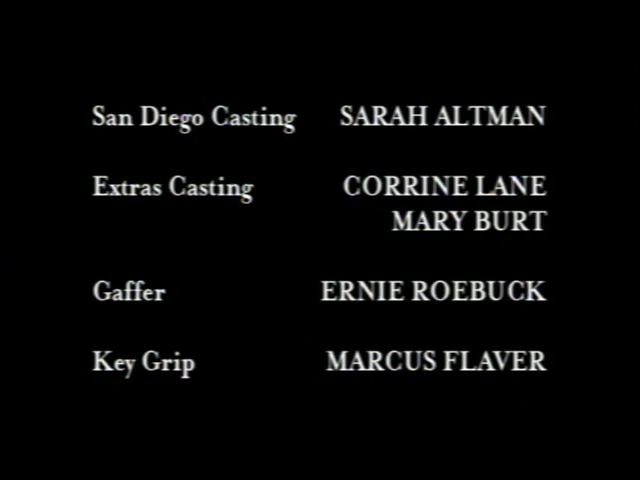 San Diego Casting SARAH ALTMAN
Extras Casting CORRINE LANE
MARY BURT
Gaffer ERNIE ROEBUCK
Key Grip MARCUS FLAVER